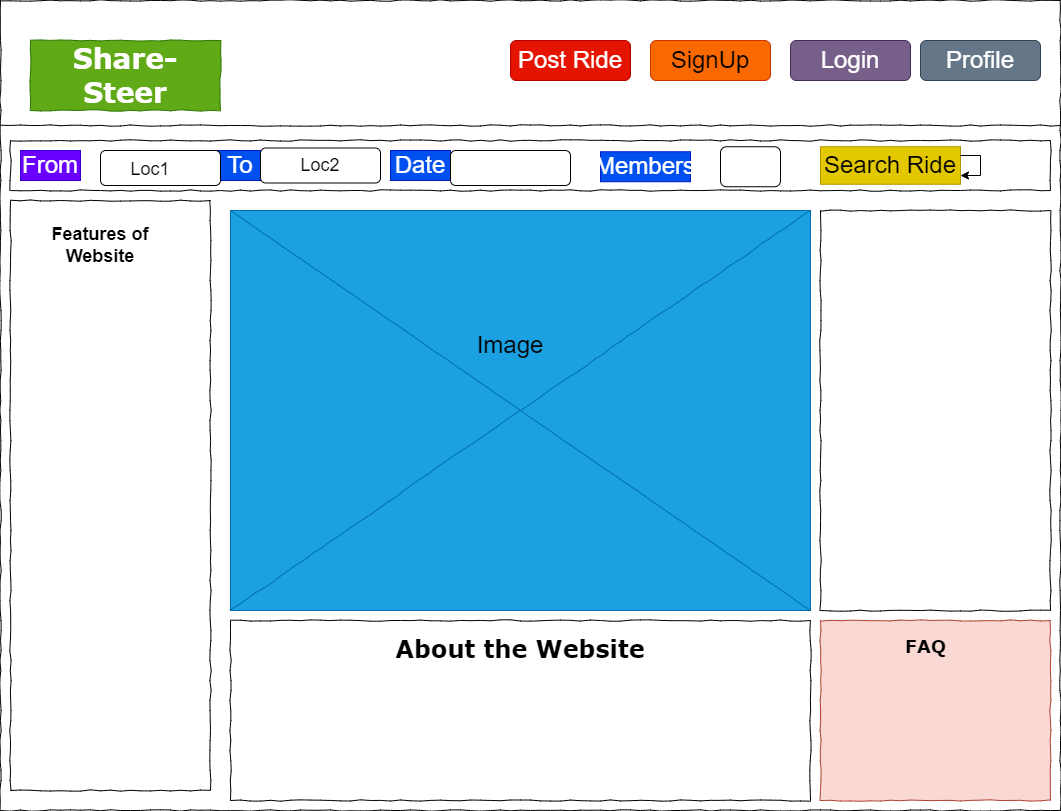 Share-
Steer
Post Ride
SignUp
Login
Profile
From
Loc1
To
Loc2
Date
Members
Search Ride
Features of
Website
Image
About the Website
FAQ